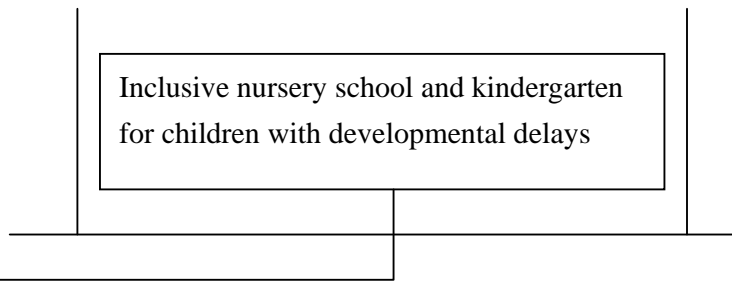 Inclusive nursery school and kindergarten
for children with developmental delays